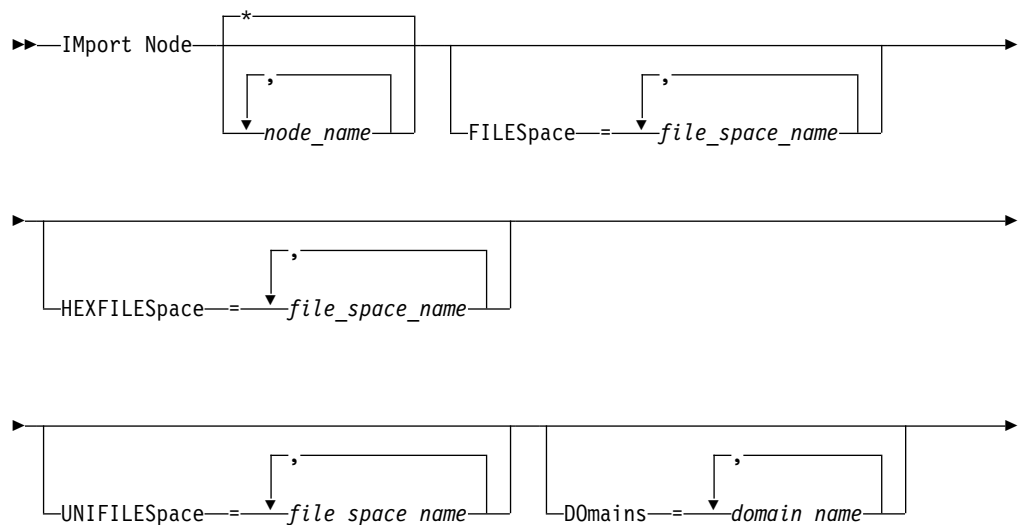 *
IMport Node
, ,
node_name FILESpace = file_space_name
,
HEXFILESpace = file_space_name
, ,
UNIFILESpace = file_space_name DOmains = domain_name